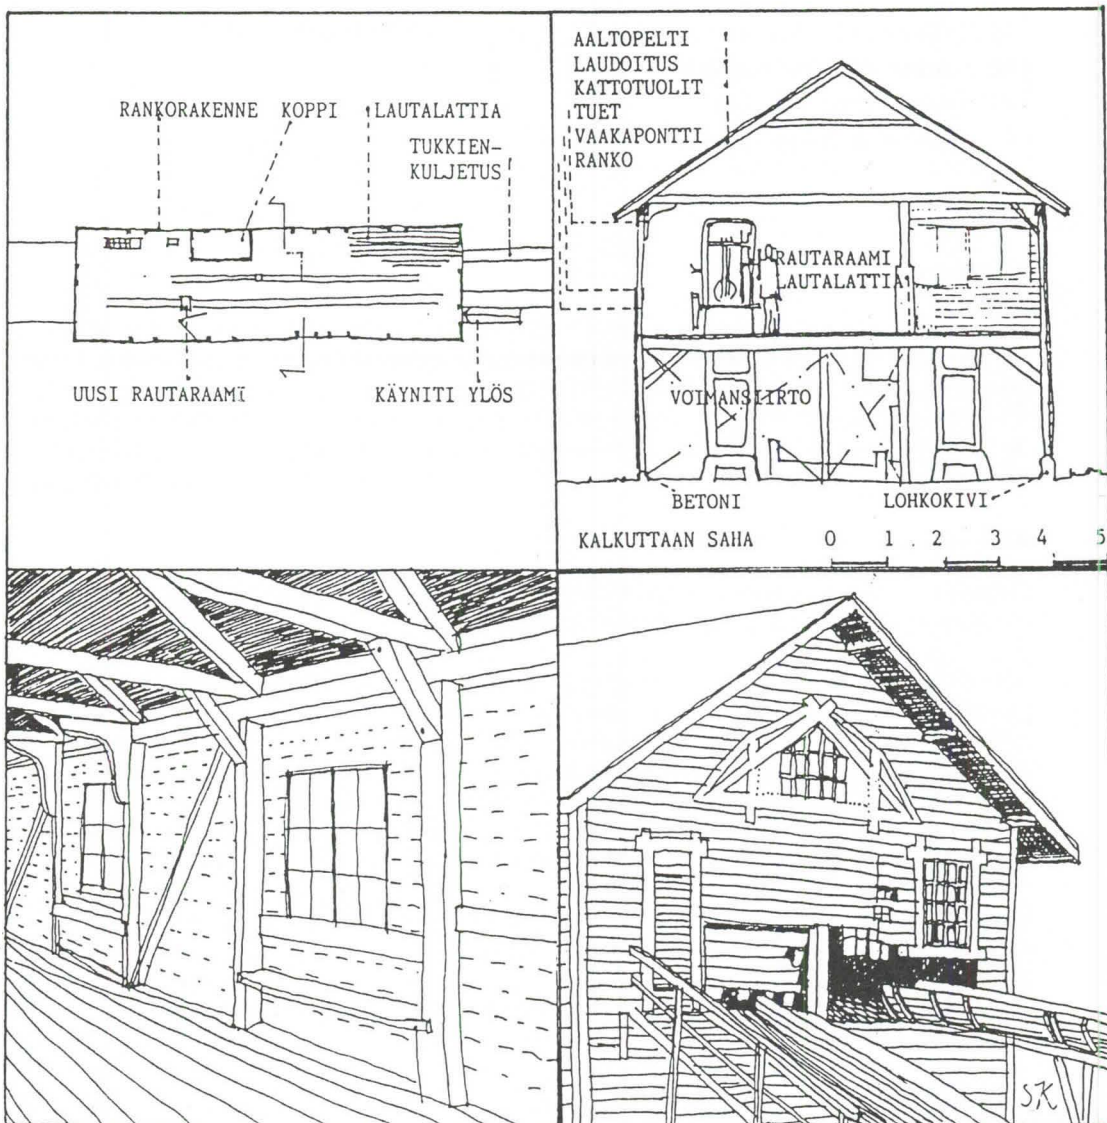 RANKORAKENNE KOPPI LAUTALATTIA
TUKKIEN-
KULJETUS
UUSI RAUTARAAMI KÄYNITI YLÖS
AALTOPELTI
LAUDOITUS
KATTOTUOLIT
TUET
VAAKAPONTTI
RANKO
RAUTARAAMI
LAUTALATTIA
VOIMANSIIRTO
BETONI LOHKOKIVI
KALKUTTAAN SAHA 0 1 2 3 4 5
SK